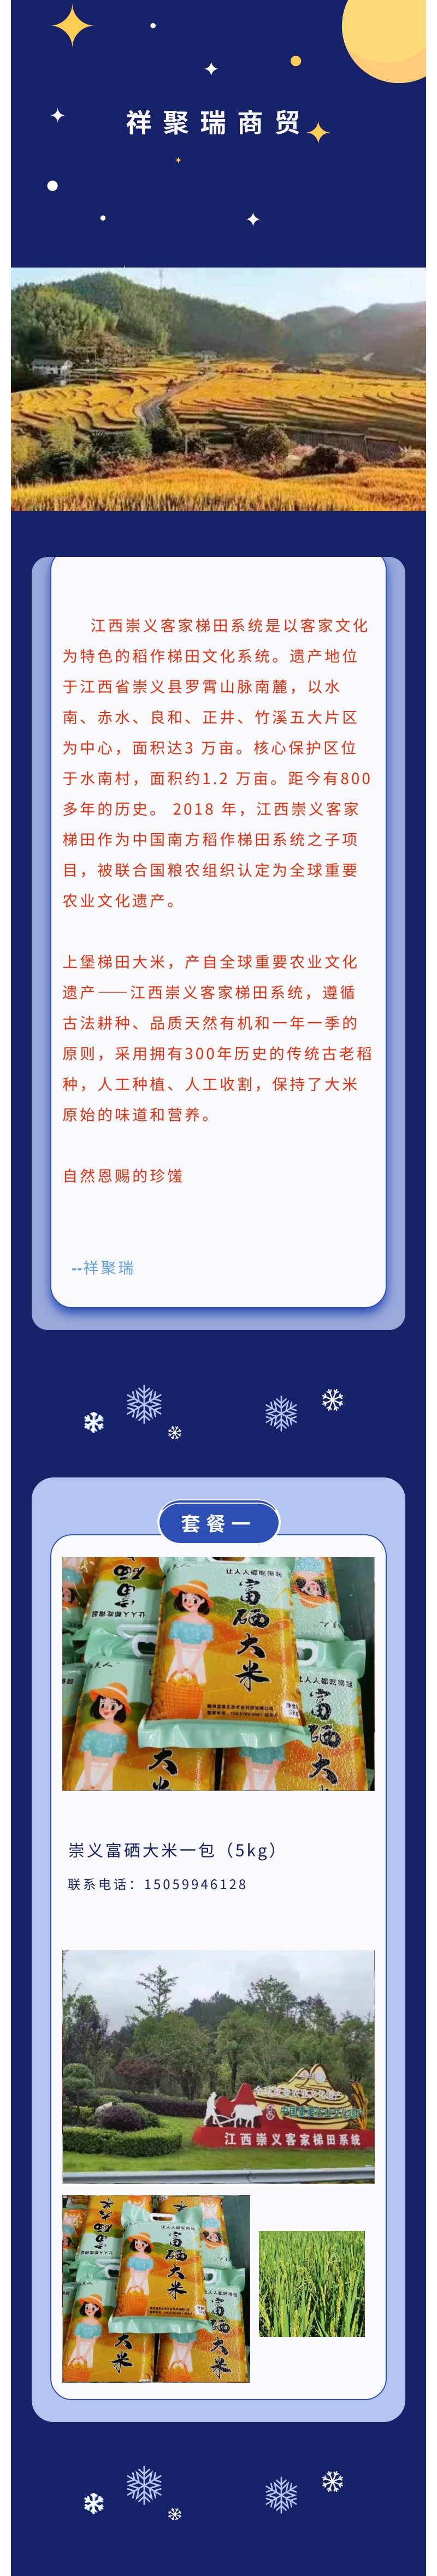 祥聚瑞商贸
江西崇义客家梯田系统是以客家文化
为特色的稻作梯田文化系统。遗产地位
于江西省崇义县罗霄山脉南麓，以水
南、赤水、良和、正井、竹溪五大片区
为中心，面积达3 万亩。核心保护区位
于水南村，面积约1.2 万亩。距今有800
多年的历史。 2018 年，江西崇义客家
梯田作为中国南方稻作梯田系统之子项
目，被联合国粮农组织认定为全球重要
农业文化遗产。
上堡梯田大米，产自全球重要农业文化
遗产——江西崇义客家梯田系统，遵循
古法耕种、品质天然有机和一年一季的
原则，采用拥有300年历史的传统古老稻
种，人工种植、人工收割，保持了大米
原始的味道和营养。
自然恩赐的珍馐
--祥聚瑞
套餐一
让人人都吃得起
富硒大米
富硒大米
大米
崇义富硒大米一包（5kg）
联系电话：15059946128
江西崇义客家梯田系统
富硒大米
大米
大米